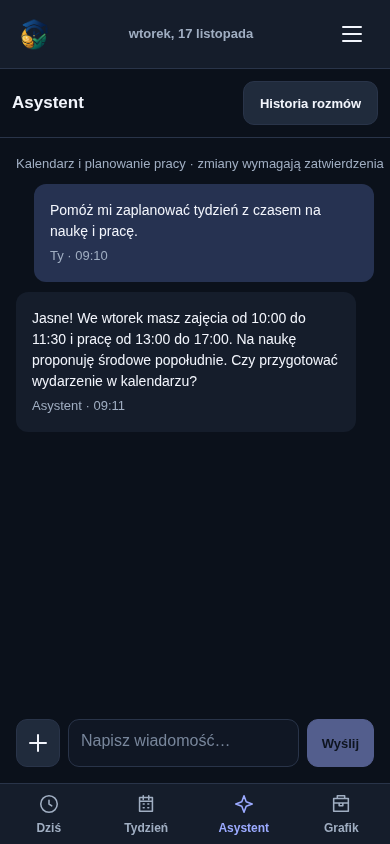 wtorek, 17 listopada
Asystent
Historia rozmów
Kalendarz i planowanie pracy · zmiany wymagają zatwierdzenia
Pomóż mi zaplanować tydzień z czasem na
naukę i pracę.
Ty · 09:10
Jasne! We wtorek masz zajęcia od 10:00 do
11:30 i pracę od 13:00 do 17:00. Na naukę
proponuję środowe popołudnie. Czy przygotować
wydarzenie w kalendarzu?
Asystent · 09:11
Napisz wiadomość…
Wyślij
Dziś
Tydzień
Asystent
Grafik